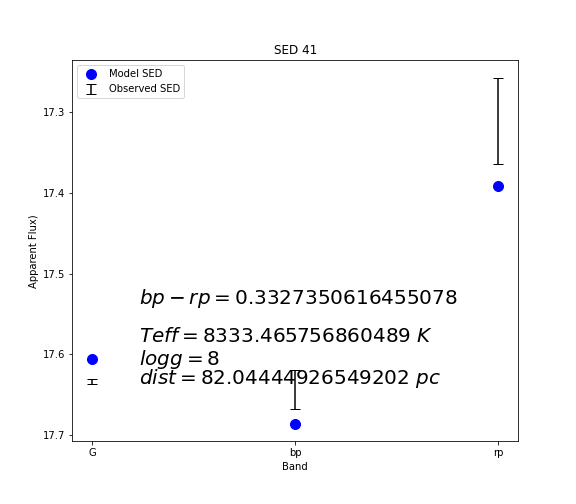 SED 41
Model SED
Observed SED
17.3
17.4
17.5
17.6
17.7
Apparent Flux)
bp − rp = 0.3327350616455078
Teff = 8333.465756860489 K
logg = 8
dist = 82.04444926549202 pc
G bp rp
Band